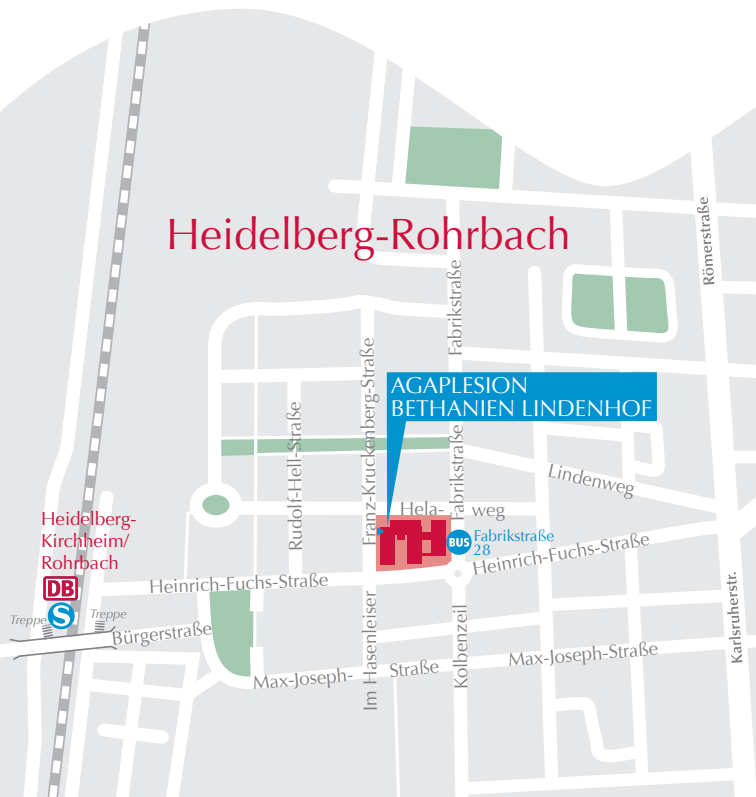 Heidelberg-Rohrbach
Römerstraße
Fabrikstraße
Franz-Kruckenberg-Straße
AGAPLESION
BETHANIEN LINDENHOF
Rudolf-Hell-Straße
Fabrikstraße
Lindenweg
Hela-weg
Heidelberg-
Kirchheim/
Rohrbach
DB
S
Treppe
Treppe
BUS
Fabrikstraße
28
Heinrich-Fuchs-Straße
Heinrich-Fuchs-Straße
Bürgerstraße
Im Hasenleiser
Kolbenzeil
Karlsruherstr.
Max-Joseph- Straße
Max-Joseph-Straße